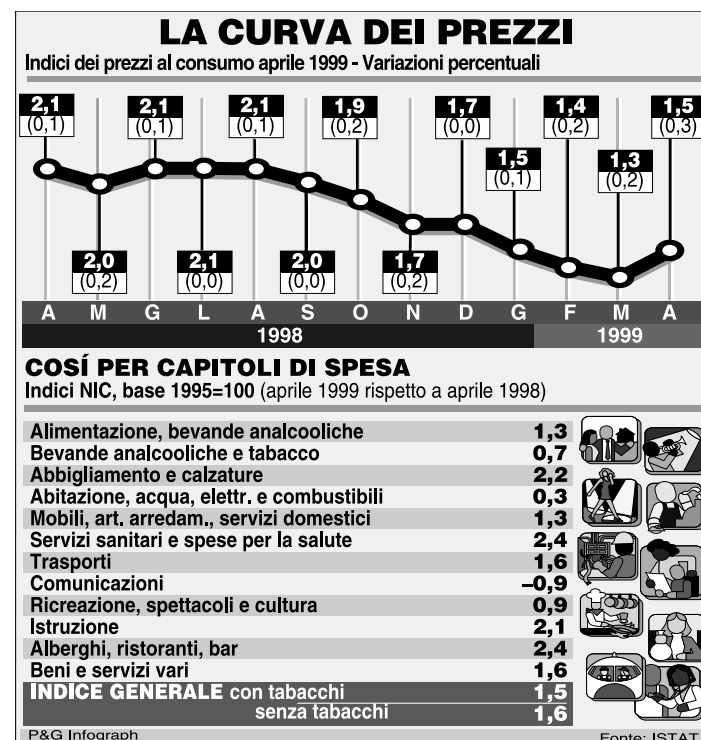 LA CURVA DEI PREZZI
Indici dei prezzi al consumo aprile 1999 - Variazioni percentuali
2,1 2,1 2,1 1,9 1,7 1,4 1,5
(0,1) (0,1) (0,1) (0,2) (0,0) (0,2) (0,3)
1,5 1,3
(0,1) (0,2)
2,0 2,1 2,0 1,7
(0,2) (0,0) (0,0) (0,2)
A M G L A S O N D G F M A
1998 1999
COSÍ PER CAPITOLI DI SPESA
Indici NIC, base 1995=100 (aprile 1999 rispetto a aprile 1998)
Alimentazione, bevande analcooliche 1,3
Bevande analcooliche e tabacco 0,7
Abbigliamento e calzature 2,2
Abitazione, acqua, elettr. e combustibili 0,3
Mobili, art. arredam., servizi domestici 1,3
Servizi sanitari e spese per la salute 2,4
Trasporti 1,6
Comunicazioni –0,9
Ricreazione, spettacoli e cultura 0,9
Istruzione 2,1
Alberghi, ristoranti, bar 2,4
Beni e servizi vari 1,6
INDICE GENERALE con tabacchi 1,5
senza tabacchi 1,6
P&G Infograph Fonte: ISTAT